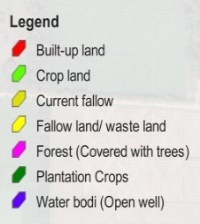 Legend
Built-up land
Crop land
Current fallow
Fallow land/ waste land
Forest (Covered with trees)
Plantation Crops
Water bodi (Open well)